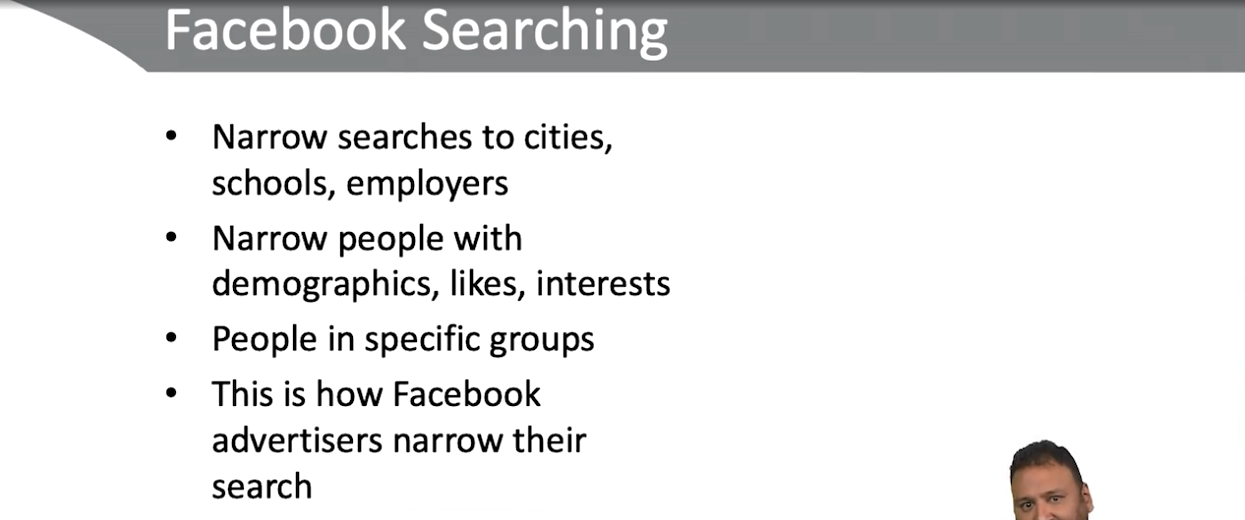 Facebook Searching
• Narrow searches to cities,
schools, employers
• Narrow people with
demographics, likes, interests
• People in specific groups
• This is how Facebook
advertisers narrow their
search